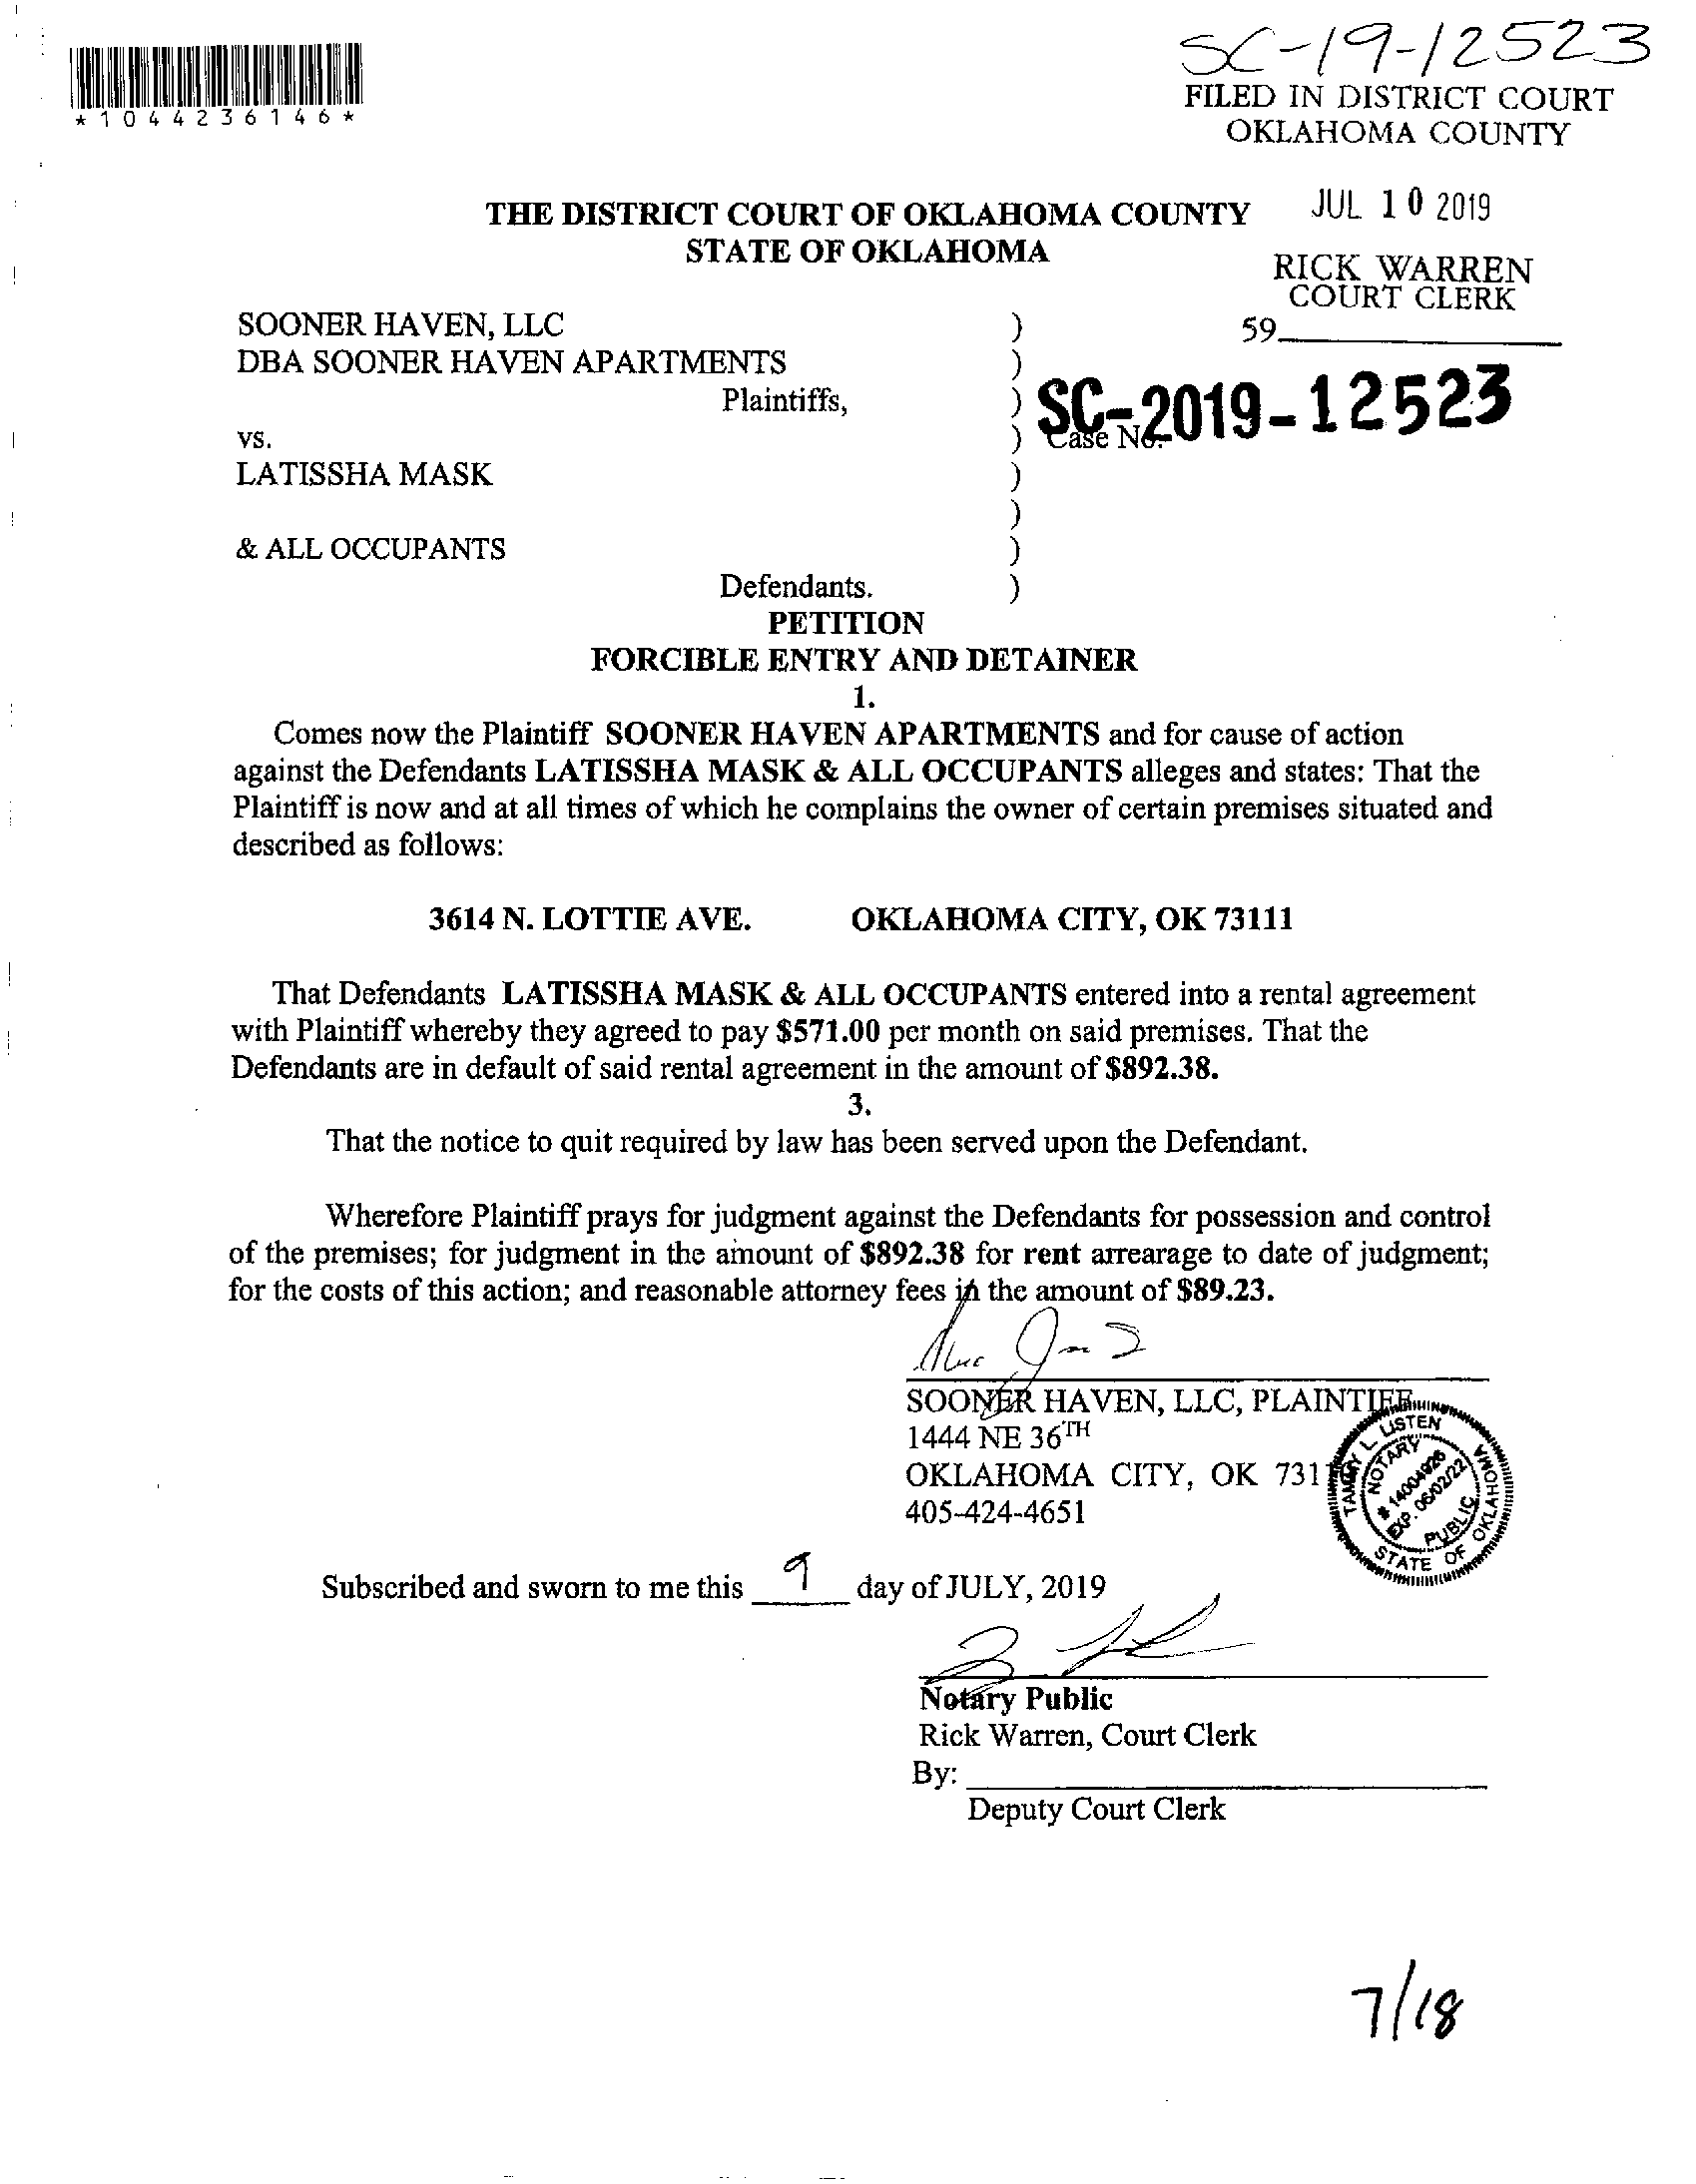 SC-19-12523
*1044236146*
FILED IN DISTRICT COURT
OKLAHOMA COUNTY
JUL 10 2019
THE DISTRICT COURT OF OKLAHOMA COUNTY
STATE OF OKLAHOMA
RICK WARREN
COURT CLERK
59
SOONER HAVEN, LLC )
DBA SOONER HAVEN APARTMENTS )
Plaintiffs, ) SC-2019-12523
vs. ) Case No.
LATISSHA MASK )
)
& ALL OCCUPANTS )
Defendants. )
PETITION
FORCIBLE ENTRY AND DETAINER
1.
Comes now the Plaintiff SOONER HAVEN APARTMENTS and for cause of action
against the Defendants LATISSHA MASK & ALL OCCUPANTS alleges and states: That the
Plaintiff is now and at all times of which he complains the owner of certain premises situated and
described as follows:
3614 N. LOTTIE AVE. OKLAHOMA CITY, OK 73111
That Defendants LATISSHA MASK & ALL OCCUPANTS entered into a rental agreement
with Plaintiff whereby they agreed to pay $571.00 per month on said premises. That the
Defendants are in default of said rental agreement in the amount of $892.38.
3.
That the notice to quit required by law has been served upon the Defendant.
Wherefore Plaintiff prays for judgment against the Defendants for possession and control
of the premises; for judgment in the amount of $892.38 for rent arrearage to date of judgment;
for the costs of this action; and reasonable attorney fees in the amount of $89.23.
SOONER HAVEN, LLC, PLAINTIFF
1444 NE 36TH
OKLAHOMA CITY, OK 731
405-424-4651
TAMMY L. LISTEN
NOTARY
# 14004926
EXP. 06/02/22
PUBLIC
STATE OF OKLAHOMA
Subscribed and sworn to me this 9 day of JULY, 2019
Notary Public
Rick Warren, Court Clerk
By:
Deputy Court Clerk
7/18